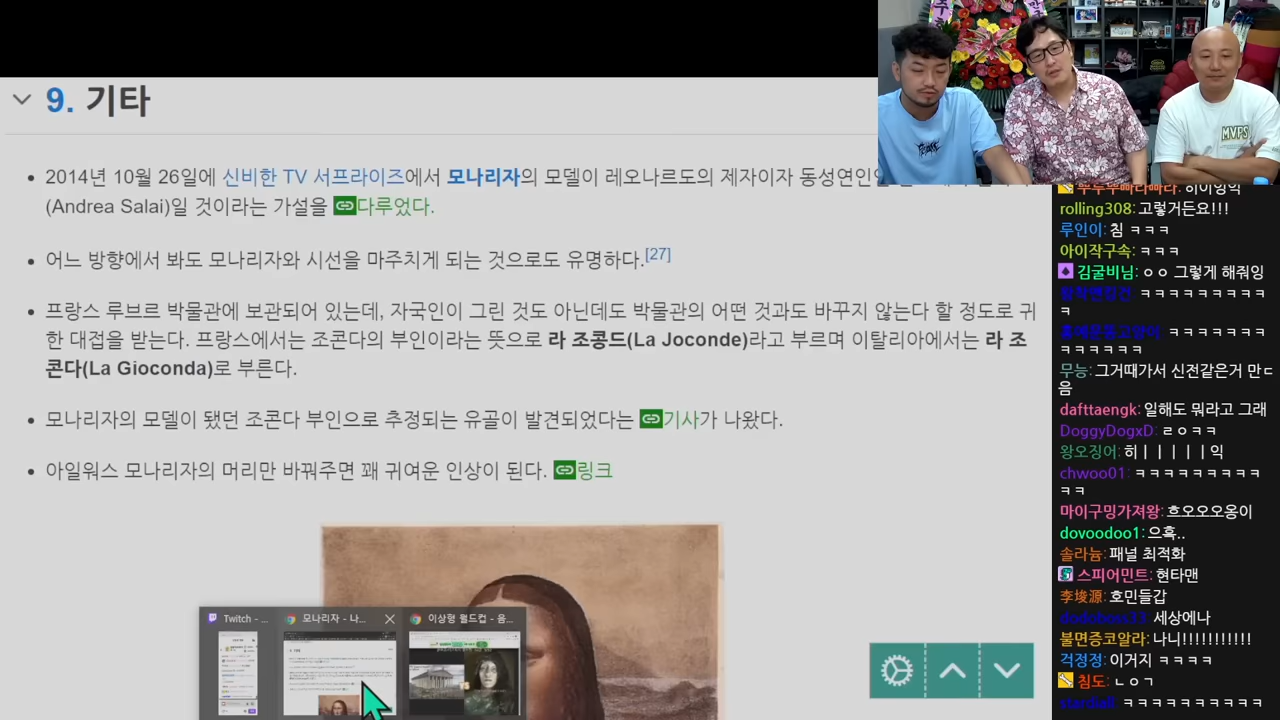 9. 기타
2014년 10월 26일에 신비한 TV 서프라이즈에서 모나리자의 모델이 레오나르도의 제자이자 동성연인인
(Andrea Salai)일 것이라는 가설을 다루었다.
어느 방향에서 봐도 모나리자와 시선을 마주치게 되는 것으로도 유명하다.[27]
프랑스 루브르 박물관에 보관되어 있는데, 자국인이 그린 것도 아닌데도 박물관의 어떤 것과도 바꾸지 않는다 할 정도로 귀
한 대접을 받는다. 프랑스에서는 조콘다의 부인이라는 뜻으로 라 조콩드(La Joconde)라고 부르며 이탈리아에서는 라 조
콘다(La Gioconda)로 부른다.
모나리자의 모델이 됐던 조콘다 부인으로 추정되는 유골이 발견되었다는 기사가 나왔다.
아일워스 모나리자의 머리만 바꿔주면 꽤 귀여운 인상이 된다. 링크
Twitch - ...
모나리자 - 나...
이상형 월드컵 - 음...
MVPS
히이잉익
rolling308: 고럴거든요!!!
루인이: 침 ㅋㅋㅋ
아이작구속: ㅋㅋㅋ
김굴비님: ㅇㅇ 그렇게 해줘잉
ㅋㅋㅋㅋㅋㅋㅋㅋㅋ
ㅋ
ㅋㅋㅋㅋㅋㅋㅋ
ㅋㅋㅋㅋㅋㅋ
무능: 그거때가서 신전같은거 만ㄷ
음
dafttaengk: 일해도 뭐라고 그래
DoggyDogxD: ㄹㅇㅋㅋ
왕오징어: 히ㅣㅣㅣㅣㅣ익
chwoo01: ㅋㅋㅋㅋㅋㅋㅋㅋㅋㅋ
ㅋㅋ
마이구밍가져왕: 흐오오오옹이
dovoodoo1: 으흑..
솔라늄: 패널 최적화
스피어민트: 현타맨
李埈源: 호민들갑
dodoboss33: 세상에나
불면증코알라: 나니!!!!!!!!!!!
걱정정: 이거지 ㅋㅋㅋㅋ
침도: ㄴㅇㄱ
stardiall: ㅋㅋㅋㅋㅋㅋㅋㅋㅋㅋ